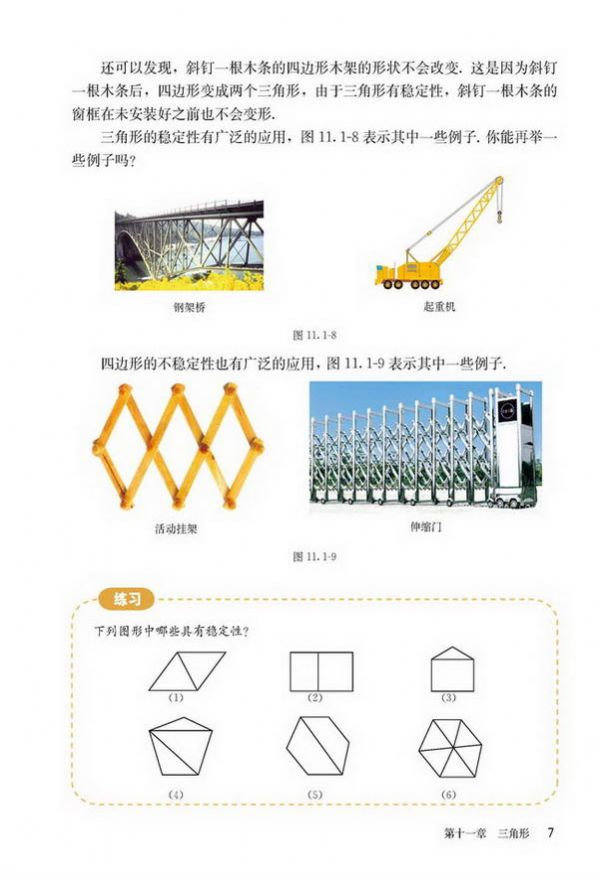 还可以发现，斜钉一根木条的四边形木架的形状不会改变. 这是因为斜钉
一根木条后，四边形变成两个三角形，由于三角形有稳定性，斜钉一根木条的
窗框在未安装好之前也不会变形.
三角形的稳定性有广泛的应用，图 11.1-8 表示其中一些例子. 你能再举一
些例子吗?
钢架桥
起重机
图 11.1-8
四边形的不稳定性也有广泛的应用，图 11.1-9 表示其中一些例子.
活动挂架
伸缩门
图 11.1-9
练习
下列图形中哪些具有稳定性?
(1)
(2)
(3)
(4)
(5)
(6)
第十一章 三角形 7